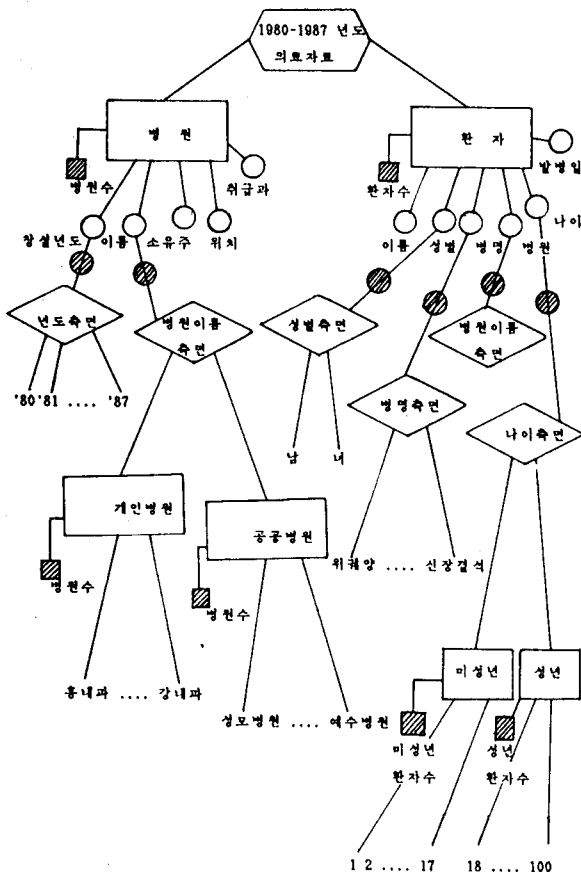 1980-1987 년도
의료자료
병 원
환 자
병원수
취급과
환자수
발병일
창설년도
이름
소유주
위치
이름
성별
병명
병원
나이
년도측면
병원이름
측면
성별측면
병원이름
측면
병명측면
나이측면
'80 '81 .... '87
남 녀
개인병원
공공병원
위궤양 .... 신장결석
병원수
병원수
미성년
성년
홍내과 .... 강내과
성모병원 .... 예수병원
미성년
환자수
성년
환자수
1 2 .... 17
18 .... 100